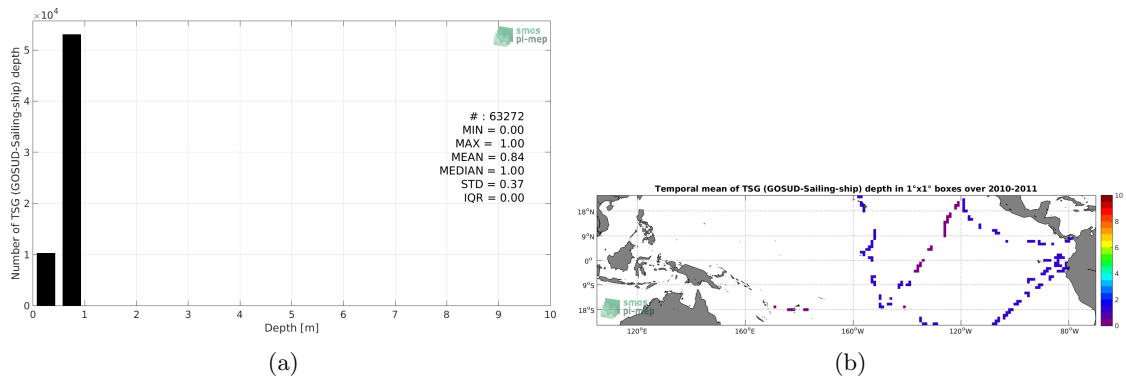 ×10⁴
smos
pi-mep
5
4
3
2
1
0
Number of TSG (GOSUD-Sailing-ship) depth
# : 63272
MIN = 0.00
MAX = 1.00
MEAN = 0.84
MEDIAN = 1.00
STD = 0.37
IQR = 0.00
0 1 2 3 4 5 6 7 8 9 10
Depth [m]
(a)
Temporal mean of TSG (GOSUD-Sailing-ship) depth in 1°x1° boxes over 2010-2011
18°N
9°N
0°
9°S
18°S
smos
pi-mep
120°E 160°E 160°W 120°W 80°W
10
8
6
4
2
0
(b)